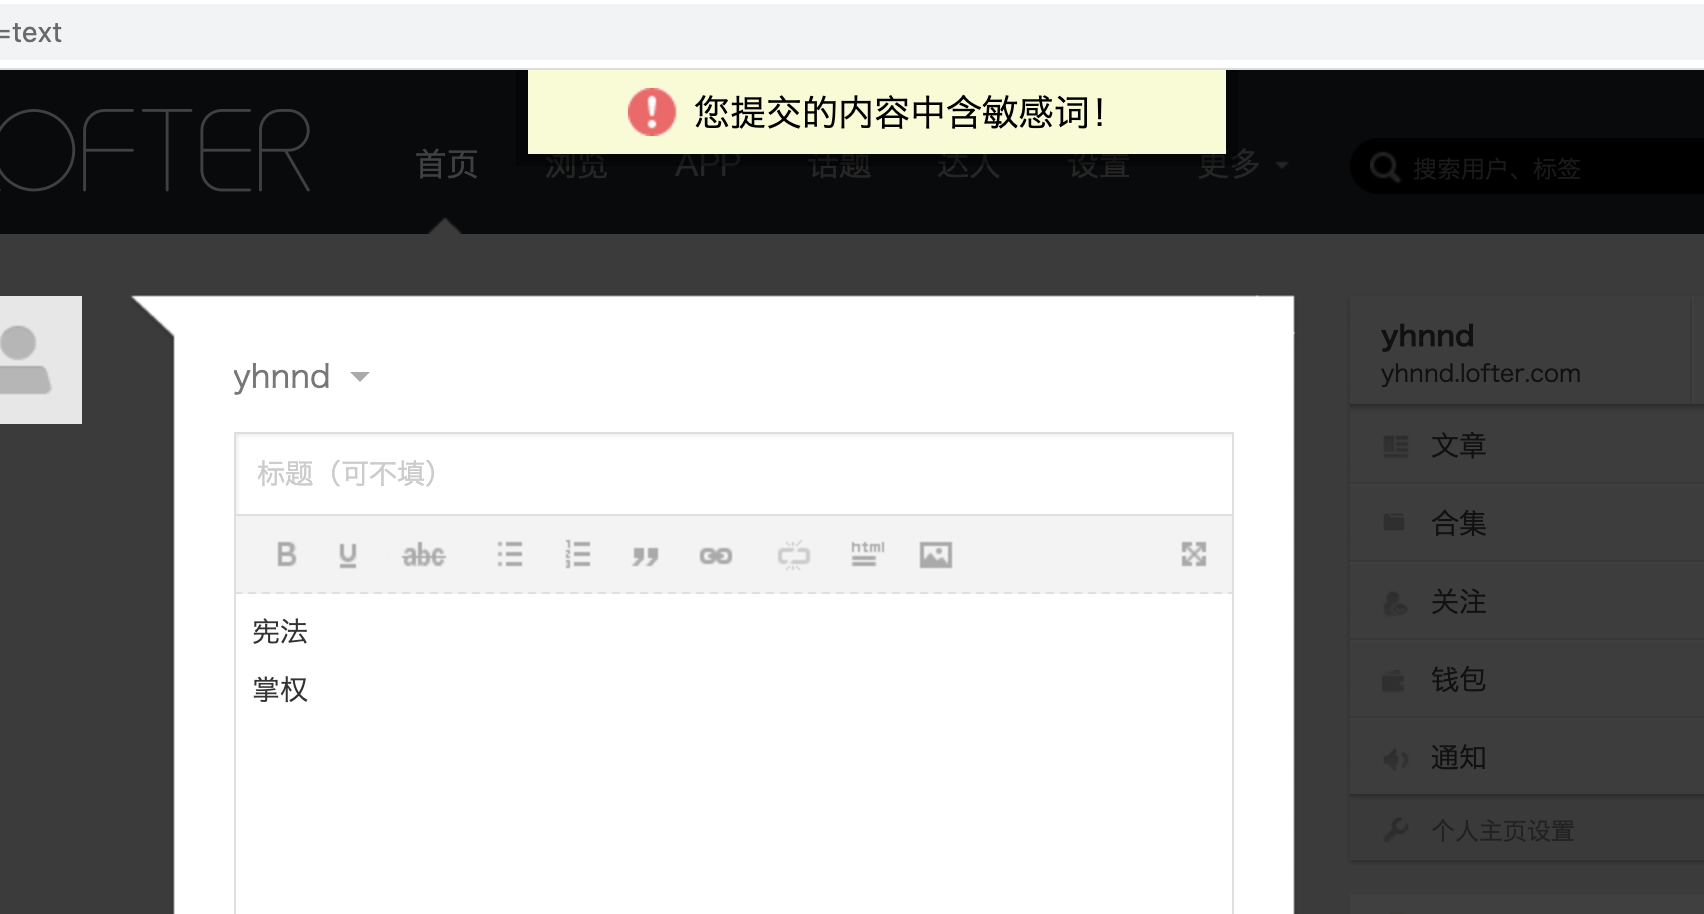 =text
您提交的内容中含敏感词！
LOFTER
首页 浏览 APP 话题 达人 设置 更多
搜索用户、标签
yhnnd
标题（可不填）
B U abc html
宪法
掌权
yhnnd
yhnnd.lofter.com
文章
合集
关注
钱包
通知
个人主页设置